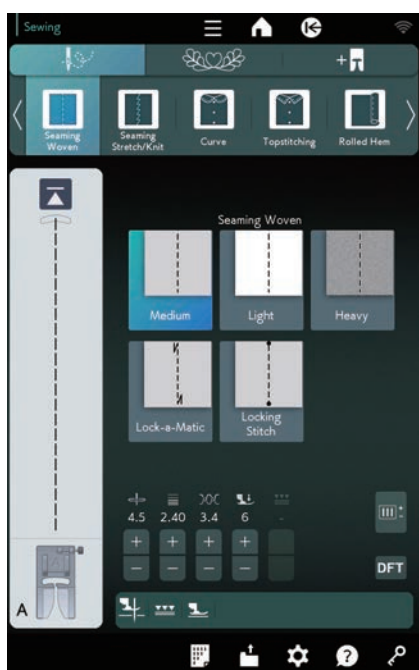 Sewing
Seaming Woven
Seaming Stretch/Knit
Curve
Topstitching
Rolled Hem
Seaming Woven
Medium
Light
Heavy
Lock-a-Matic
Locking Stitch
4.5 2.40 3.4 6 -
+ + + +
- - - -
DFT
A